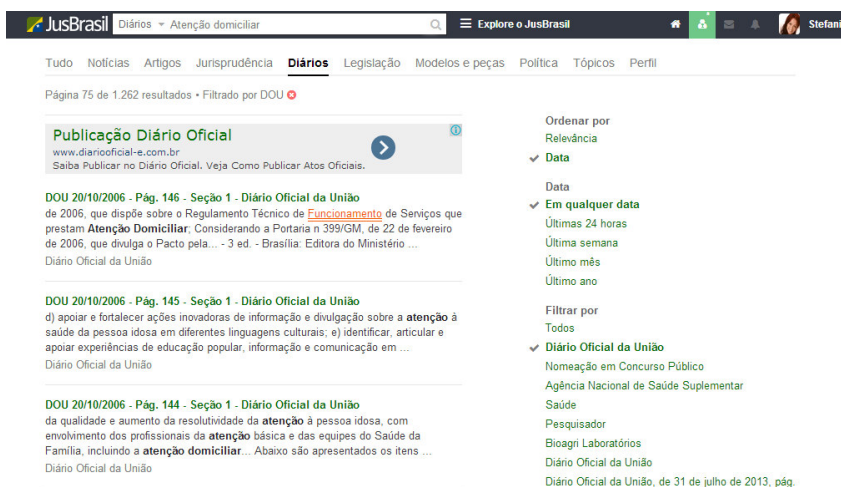 JusBrasil Diários Atenção domiciliar Explore o JusBrasil Stefani
Tudo Notícias Artigos Jurisprudência Diários Legislação Modelos e peças Política Tópicos Perfil
Página 75 de 1.262 resultados • Filtrado por DOU
Publicação Diário Oficial
www.diariooficial-e.com.br
Saiba Publicar no Diário Oficial. Veja Como Publicar Atos Oficiais.
DOU 20/10/2006 - Pág. 146 - Seção 1 - Diário Oficial da União
de 2006, que dispõe sobre o Regulamento Técnico de Funcionamento de Serviços que
prestam Atenção Domiciliar; Considerando a Portaria n 399/GM, de 22 de fevereiro
de 2006, que divulga o Pacto pela... - 3 ed. - Brasília: Editora do Ministério ...
Diário Oficial da União
DOU 20/10/2006 - Pág. 145 - Seção 1 - Diário Oficial da União
d) apoiar e fortalecer ações inovadoras de informação e divulgação sobre a atenção à
saúde da pessoa idosa em diferentes linguagens culturais; e) identificar, articular e
apoiar experiências de educação popular, informação e comunicação em ...
Diário Oficial da União
DOU 20/10/2006 - Pág. 144 - Seção 1 - Diário Oficial da União
da qualidade e aumento da resolutividade da atenção à pessoa idosa, com
envolvimento dos profissionais da atenção básica e das equipes do Saúde da
Família, incluindo a atenção domiciliar... Abaixo são apresentados os itens ...
Diário Oficial da União
Ordenar por
Relevância
Data
Data
Em qualquer data
Últimas 24 horas
Última semana
Último mês
Último ano
Filtrar por
Todos
Diário Oficial da União
Nomeação em Concurso Público
Agência Nacional de Saúde Suplementar
Saúde
Pesquisador
Bioagri Laboratórios
Diário Oficial da União
Diário Oficial da União, de 31 de julho de 2013, pág.